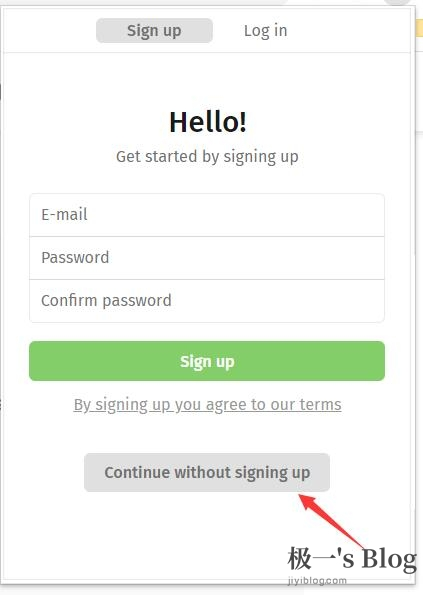 Sign up
Log in
Hello!
Get started by signing up
E-mail
Password
Confirm password
Sign up
By signing up you agree to our terms
Continue without signing up
极一's Blog
jiyiblog.com